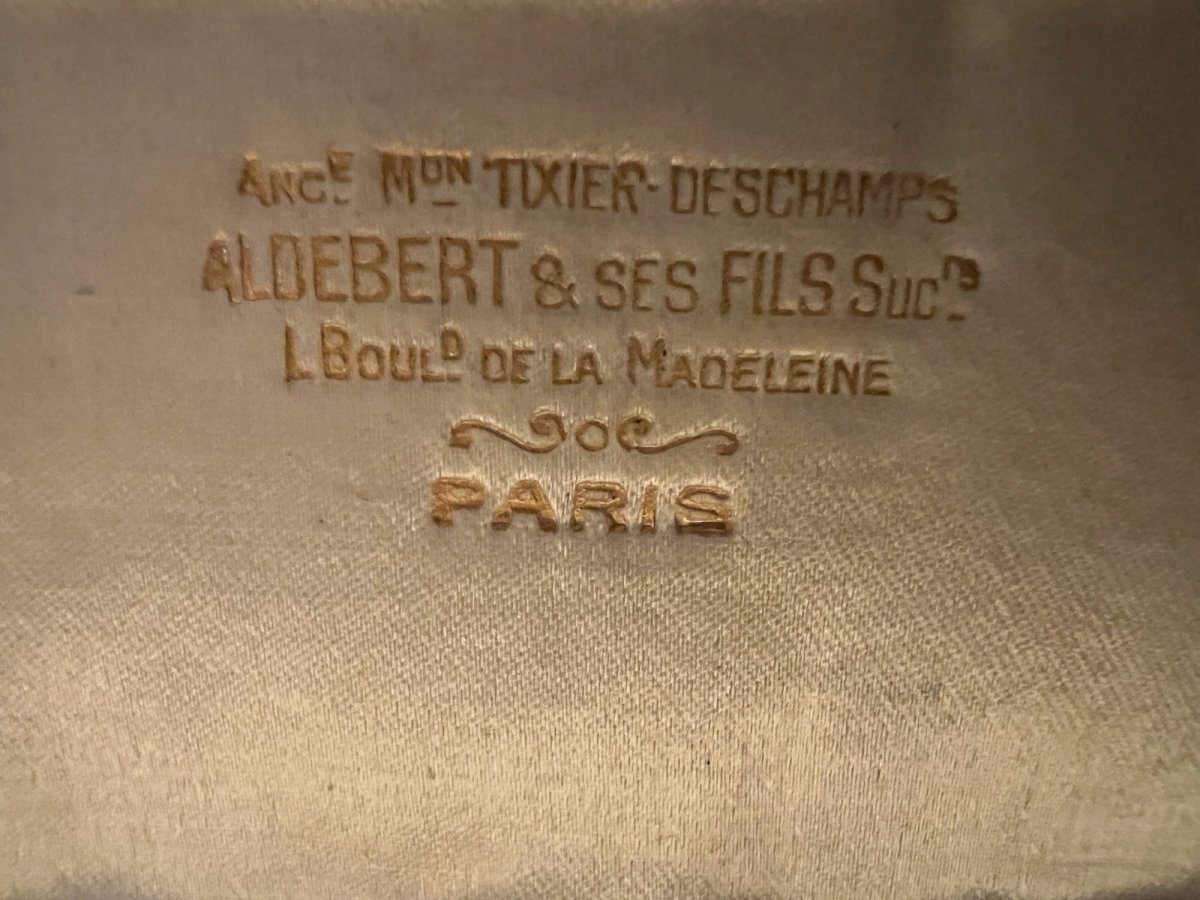 ANCE MON TIXIER-DESCHAMPS
ALDEBERT & SES FILS Sucrs
1, BOULD DE LA MADELEINE
PARIS